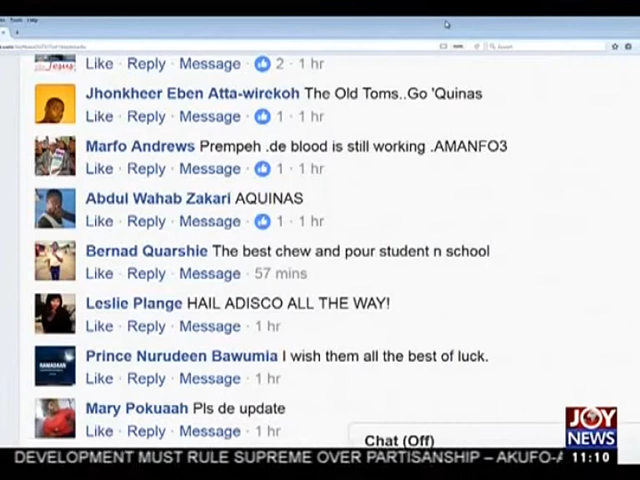 Tools Help
Jesus
Like · Reply · Message · 2 · 1 hr
Jhonkheer Eben Atta-wirekoh The Old Toms..Go 'Quinas
Like · Reply · Message · 1 · 1 hr
Marfo Andrews Prempeh .de blood is still working .AMANFO3
Like · Reply · Message · 1 · 1 hr
Abdul Wahab Zakari AQUINAS
Like · Reply · Message · 1 · 1 hr
Bernad Quarshie The best chew and pour student n school
Like · Reply · Message · 57 mins
Leslie Plange HAIL ADISCO ALL THE WAY!
Like · Reply · Message · 1 hr
RAMADAAN
Prince Nurudeen Bawumia I wish them all the best of luck.
Like · Reply · Message · 1 hr
Mary Pokuaah Pls de update
Like · Reply · Message · 1 hr
Chat (Off)
JOY
NEWS
DEVELOPMENT MUST RULE SUPREME OVER PARTISANSHIP – AKUFO-A
11:10